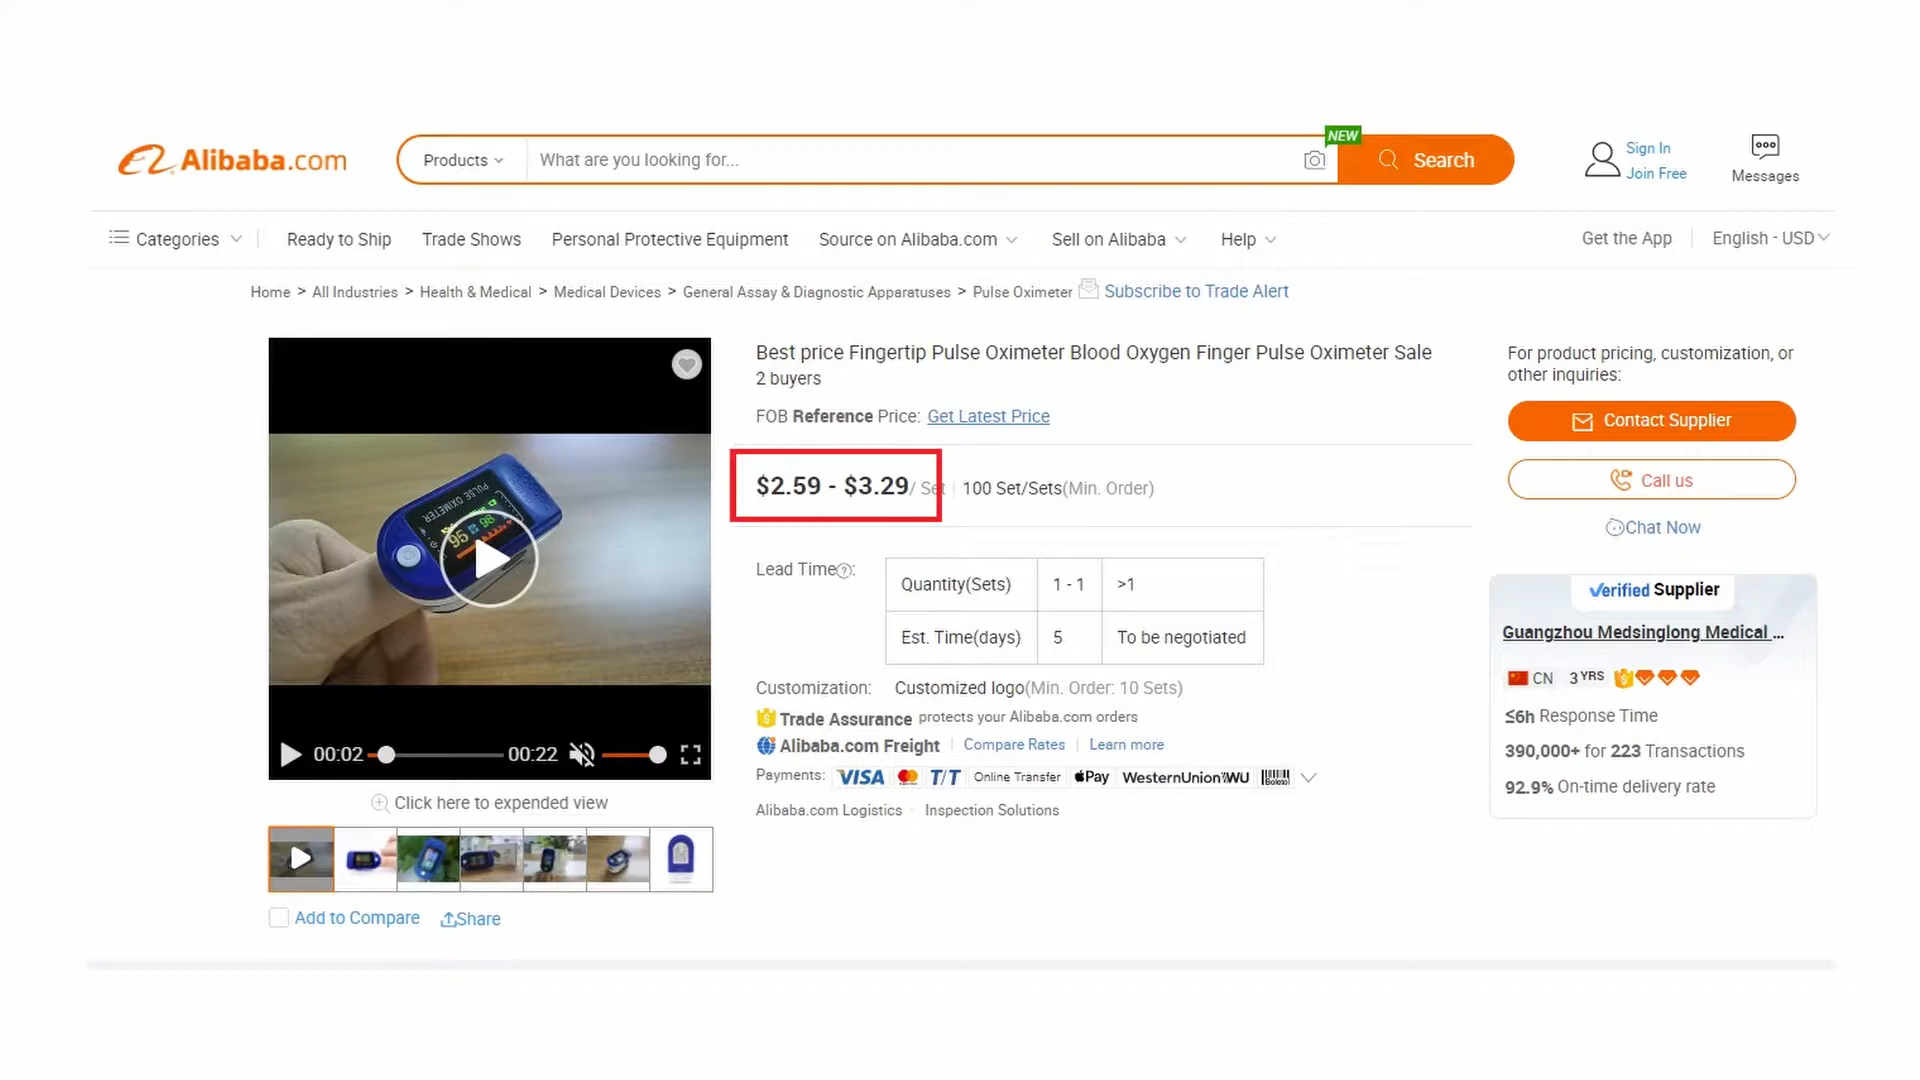 Alibaba.com
Products
What are you looking for...
NEW
Search
Sign In
Join Free
Messages
Categories
Ready to Ship
Trade Shows
Personal Protective Equipment
Source on Alibaba.com
Sell on Alibaba
Help
Get the App
English - USD
Home > All Industries > Health & Medical > Medical Devices > General Assay & Diagnostic Apparatuses > Pulse Oximeter
Subscribe to Trade Alert
Best price Fingertip Pulse Oximeter Blood Oxygen Finger Pulse Oximeter Sale
2 buyers
FOB Reference Price: Get Latest Price
$2.59 - $3.29/ Set
100 Set/Sets(Min. Order)
Lead Time?:
Quantity(Sets) 1 - 1 >1
Est. Time(days) 5 To be negotiated
Customization: Customized logo(Min. Order: 10 Sets)
Trade Assurance protects your Alibaba.com orders
Alibaba.com Freight Compare Rates Learn more
Payments: VISA T/T Online Transfer Pay WesternUnion WU Boleto
Alibaba.com Logistics Inspection Solutions
PULSE OXIMETER
95 98
00:02
00:22
Click here to expended view
Add to Compare
Share
For product pricing, customization, or
other inquiries:
Contact Supplier
Call us
Chat Now
Verified Supplier
Guangzhou Medsinglong Medical ...
CN 3 YRS
≤6h Response Time
390,000+ for 223 Transactions
92.9% On-time delivery rate